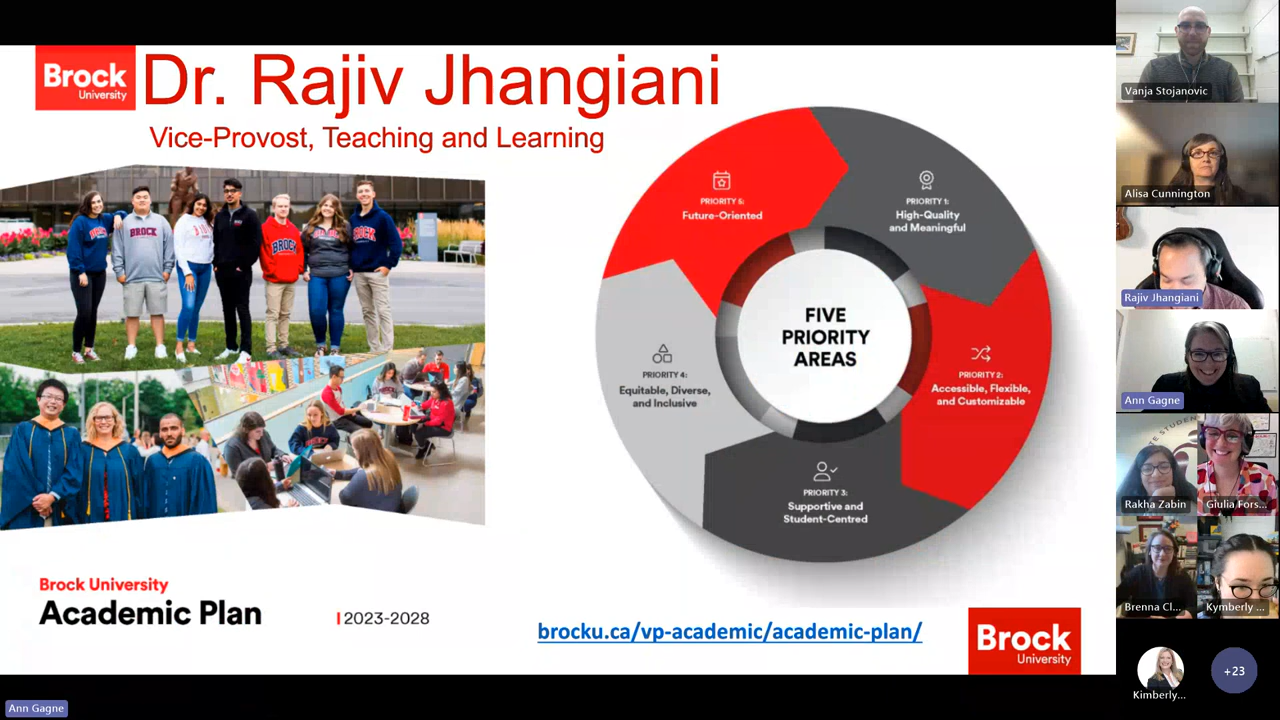 Brock
University
Dr. Rajiv Jhangiani
Vice-Provost, Teaching and Learning
PRIORITY 5:
Future-Oriented
PRIORITY 1:
High-Quality
and Meaningful
PRIORITY 2:
Accessible, Flexible,
and Customizable
PRIORITY 3:
Supportive and
Student-Centred
PRIORITY 4:
Equitable, Diverse,
and Inclusive
FIVE
PRIORITY
AREAS
BROCK
BROCK
BROCK
Brock University
Academic Plan
2023-2028
brocku.ca/vp-academic/academic-plan/
Brock
University
Ann Gagne
Vanja Stojanovic
Alisa Cunnington
Rajiv Jhangiani
Ann Gagne
Rakha Zabin
Giulia Fors...
Brenna Cl...
Kymberly ...
Kimberly...
+23